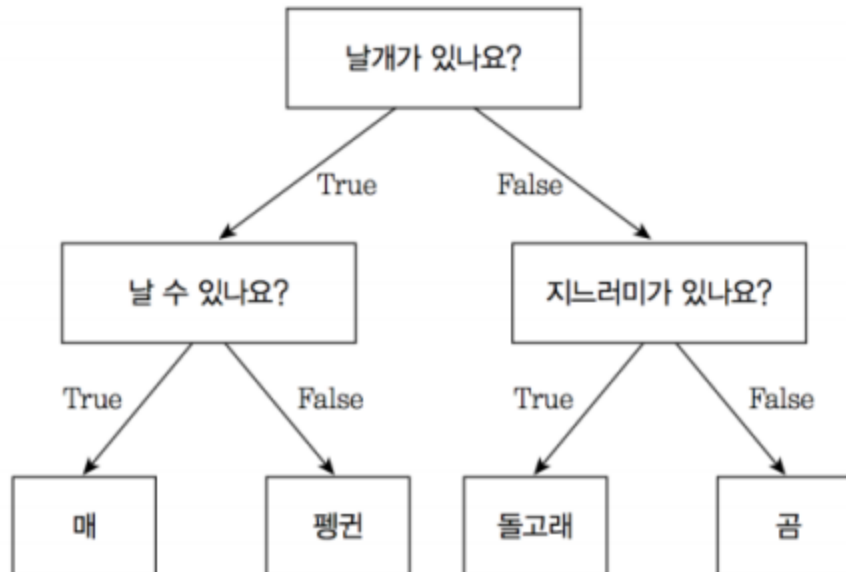 날개가 있나요?
True
False
날 수 있나요?
지느러미가 있나요?
True
False
True
False
매
펭귄
돌고래
곰